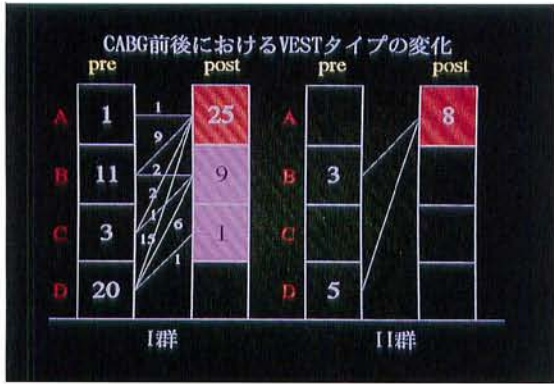 CABG前後におけるVESTタイプの変化
pre post pre post
A 1 1 25 A 8
9
B 11 2 9 B 3
2
C 3 1 6 1 C
15
1
D 20 D 5
I群 II群